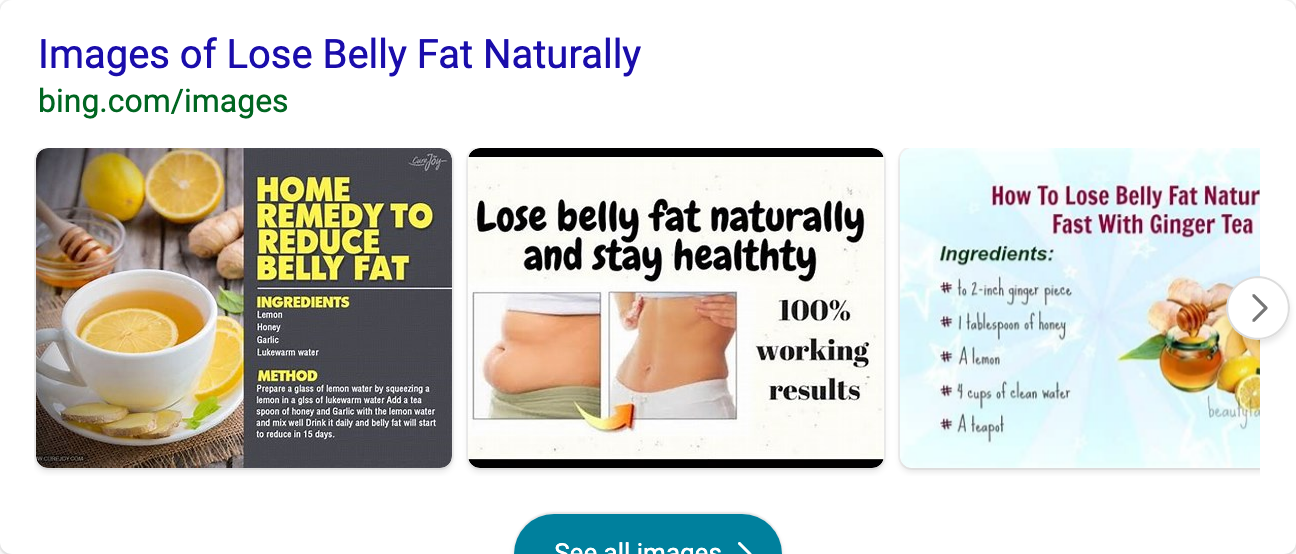 Images of Lose Belly Fat Naturally
bing.com/images
CureJoy
HOME
REMEDY TO
REDUCE
BELLY FAT
INGREDIENTS
Lemon
Honey
Garlic
Lukewarm water
METHOD
Prepare a glass of lemon water by squeezing a
lemon in a glss of lukewarm water Add a tea
spoon of honey and Garlic with the lemon water
and mix well Drink it daily and belly fat will start
to reduce in 15 days.
W.CUREJOY.COM
Lose belly fat naturally
and stay healthty
100%
working
results
How To Lose Belly Fat Natur
Fast With Ginger Tea
Ingredients:
# to 2-inch ginger piece
# 1 tablespoon of honey
# A lemon
# 4 cups of clean water
# A teapot
See all images